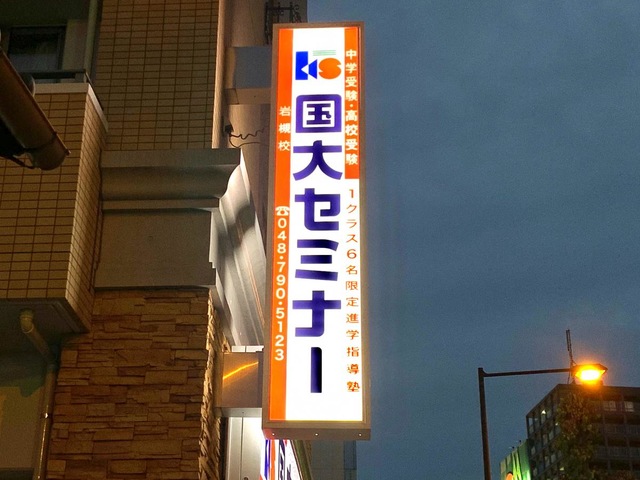 KS
中学受験・高校受験
1クラス6名限定進学指導塾
国大セミナー
岩槻校
☎048・790・5123